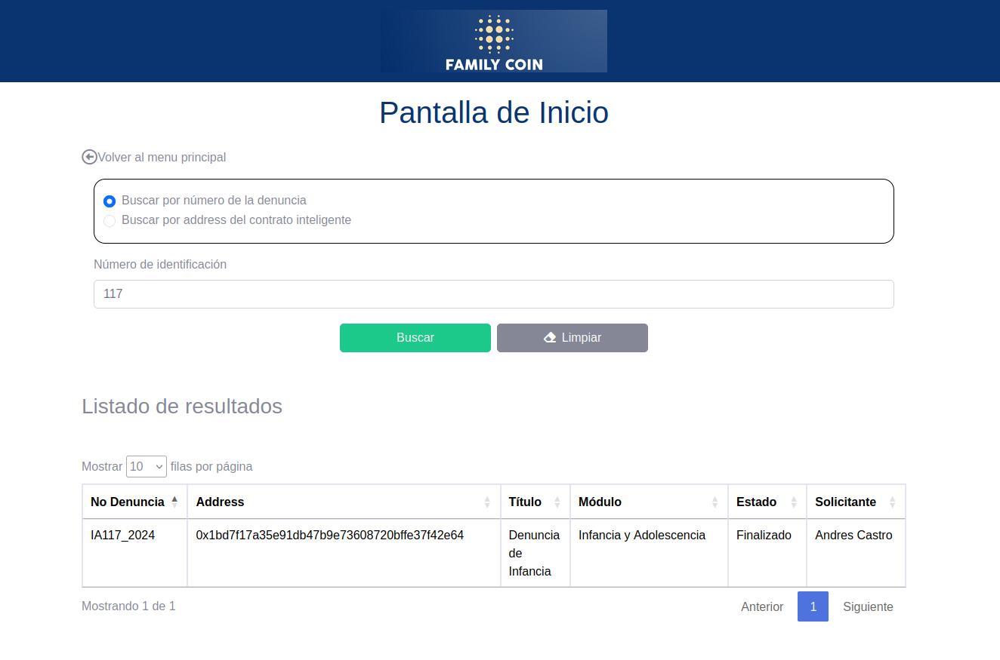 FAMILY COIN
Pantalla de Inicio
Volver al menu principal
Buscar por número de la denuncia
Buscar por address del contrato inteligente
Número de identificación
117
Buscar Limpiar
Listado de resultados
Mostrar 10 filas por página
No Denuncia Address Título Módulo Estado Solicitante
IA117_2024 0x1bd7f17a35e91db47b9e73608720bffe37f42e64 Denuncia Infancia y Adolescencia Finalizado Andres Castro
de
Infancia
Mostrando 1 de 1 Anterior 1 Siguiente